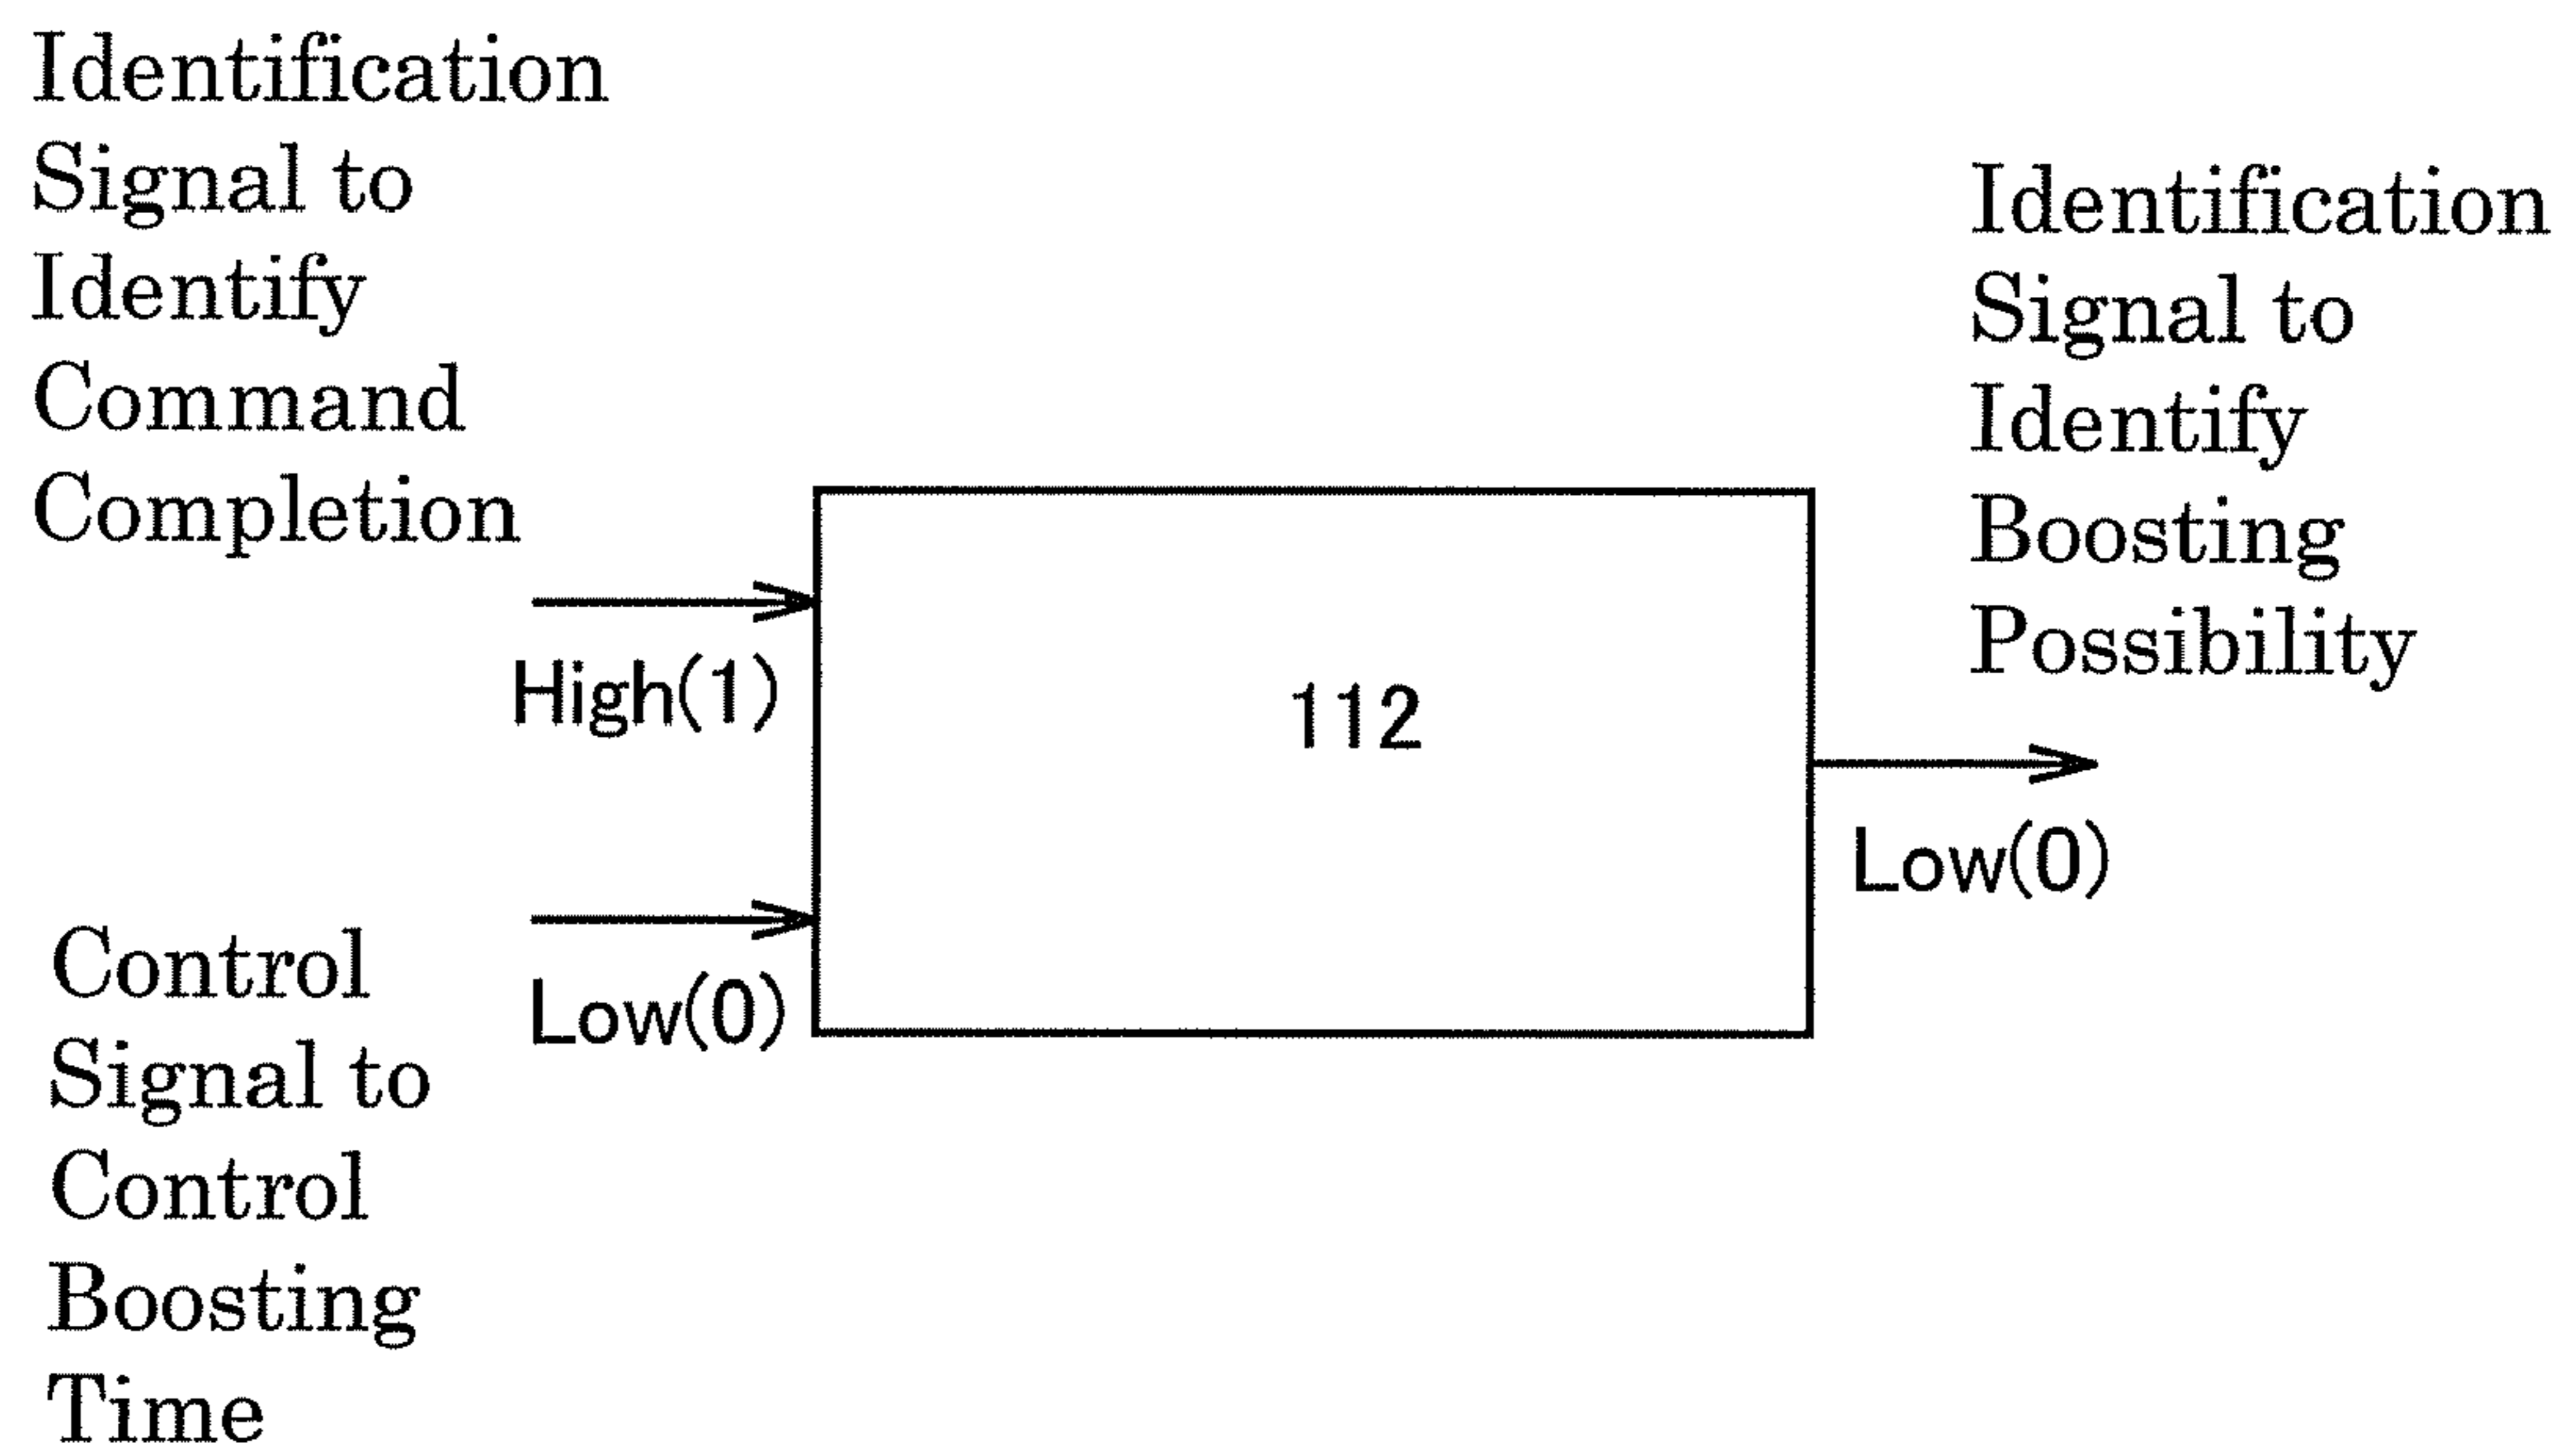 Identification
Signal to
Identify
Command
Completion
High(1)
Control
Signal to
Control
Boosting
Time
Low(0)
112
Identification
Signal to
Identify
Boosting
Possibility
Low(0)